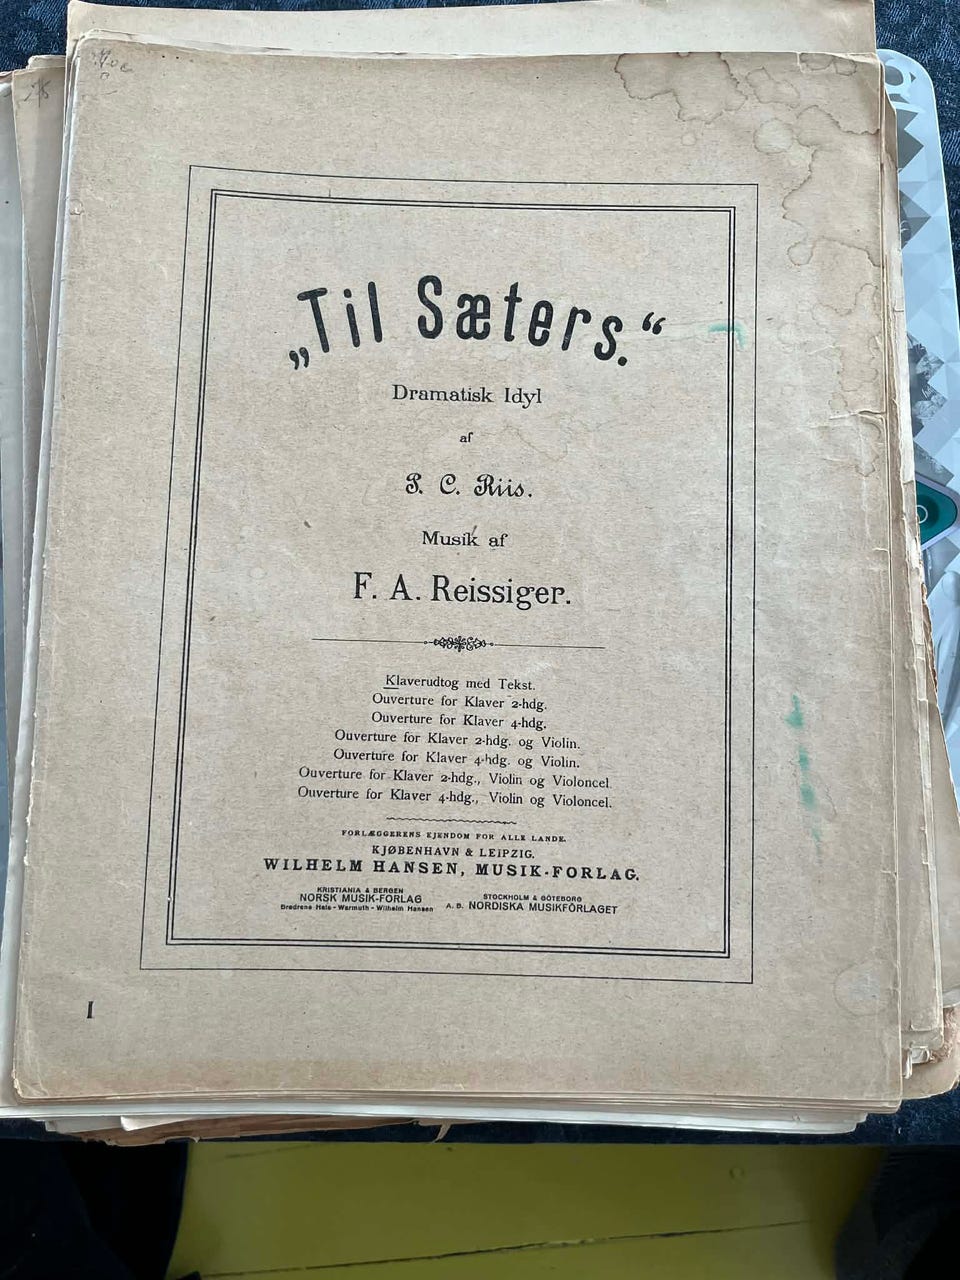 „Til Sæters.“
Dramatisk Idyl
af
P. C. Riis.
Musik af
F. A. Reissiger.
Klaverudtog med Tekst.
Ouverture for Klaver 2-hdg.
Ouverture for Klaver 4-hdg.
Ouverture for Klaver 2-hdg. og Violin.
Ouverture for Klaver 4-hdg. og Violin.
Ouverture for Klaver 2-hdg., Violin og Violoncel.
Ouverture for Klaver 4-hdg., Violin og Violoncel.
FORLÆGGERENS EJENDOM FOR ALLE LANDE.
KJØBENHAVN & LEIPZIG.
WILHELM HANSEN, MUSIK-FORLAG.
KRISTIANIA & BERGEN
NORSK MUSIK-FORLAG
Brødrene Hals - Warmuth - Wilhelm Hansen
STOCKHOLM & GÖTEBORG
A. B. NORDISKA MUSIKFÖRLAGET
I